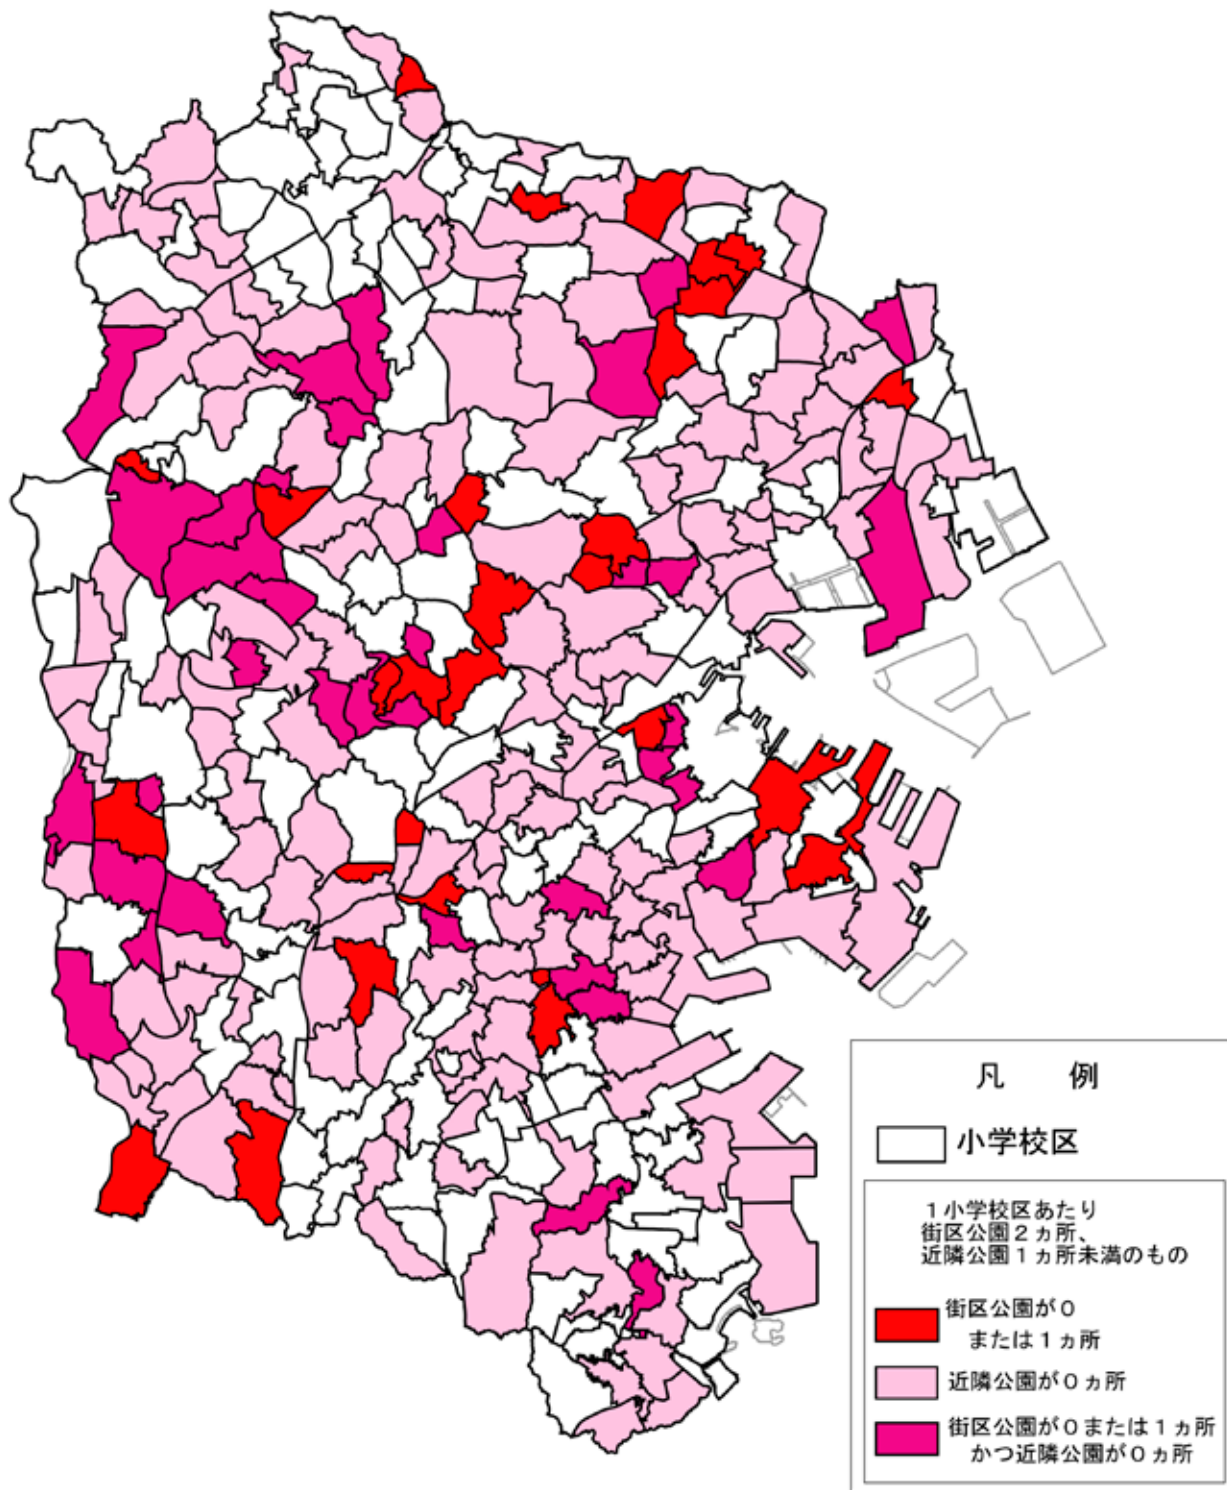 凡　例
小学校区
１小学校区あたり
街区公園２ヵ所、
近隣公園１ヵ所未満のもの
街区公園が０
または１ヵ所
近隣公園が０ヵ所
街区公園が０または１ヵ所
かつ近隣公園が０ヵ所